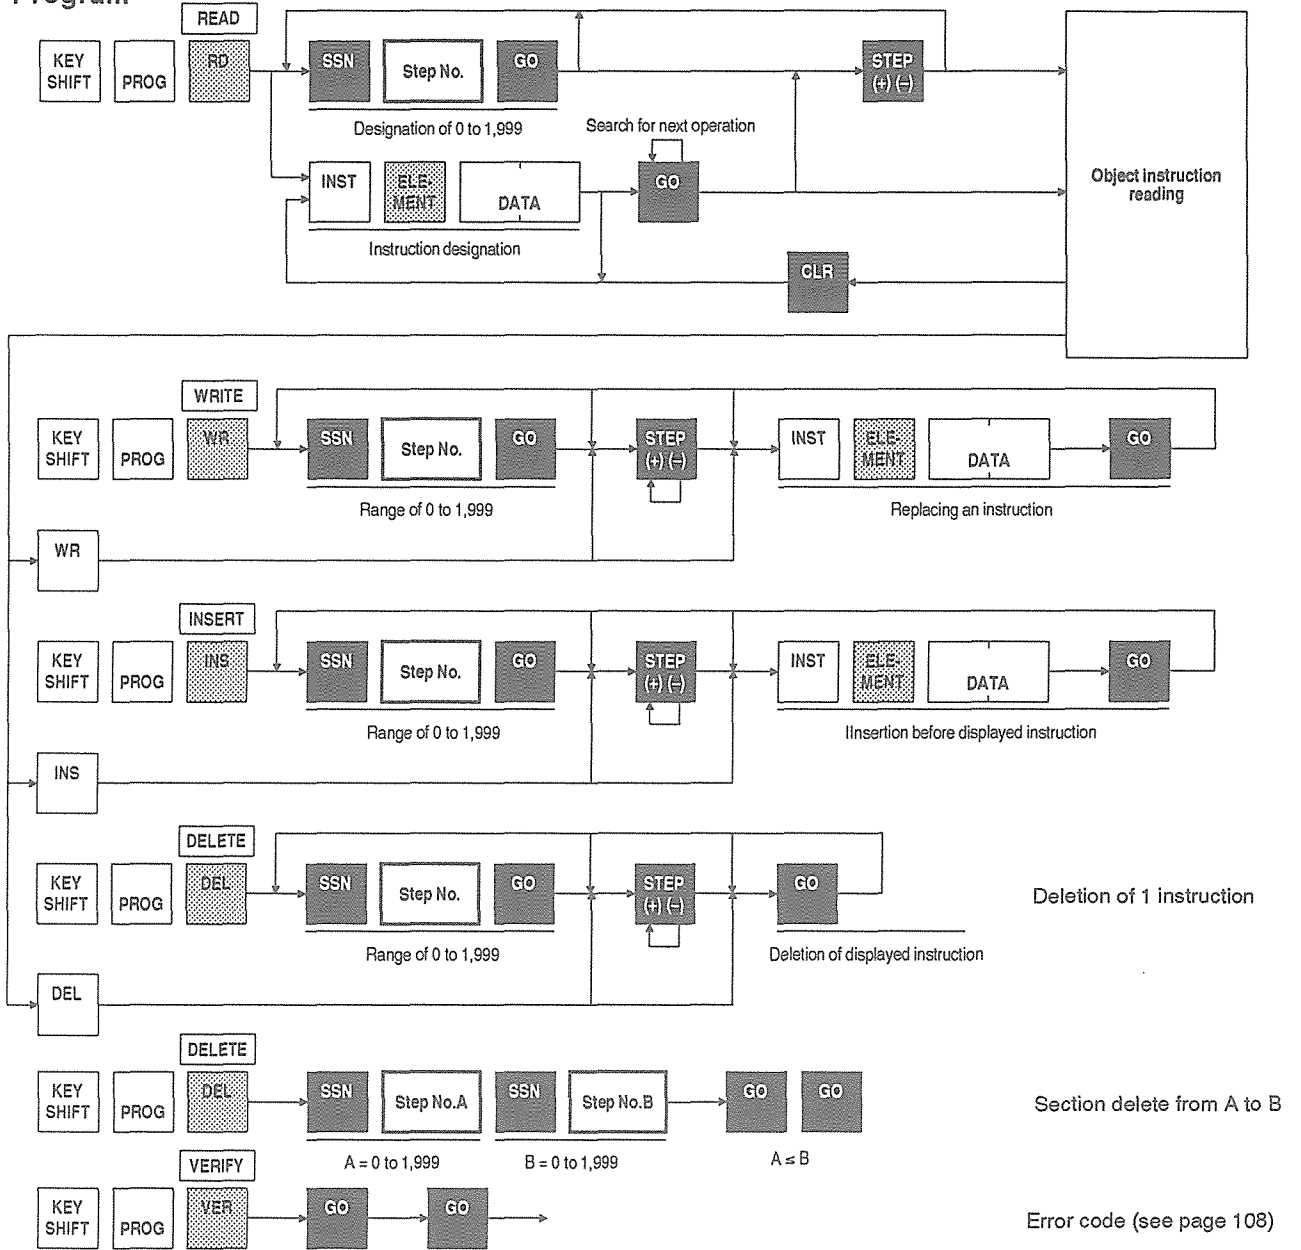 Program
READ
KEY SHIFT PROG RD SSN Step No. GO STEP (+) (–)
Designation of 0 to 1,999
Search for next operation
INST ELE-MENT DATA GO
Object instruction reading
Instruction designation
CLR
WRITE
KEY SHIFT PROG WR SSN Step No. GO STEP (+) (–) INST ELE-MENT DATA GO
Range of 0 to 1,999
Replacing an instruction
WR
INSERT
KEY SHIFT PROG INS SSN Step No. GO STEP (+) (–) INST ELE-MENT DATA GO
Range of 0 to 1,999
IInsertion before displayed instruction
INS
DELETE
KEY SHIFT PROG DEL SSN Step No. GO STEP (+) (–) GO
Deletion of 1 instruction
Range of 0 to 1,999
Deletion of displayed instruction
DEL
DELETE
KEY SHIFT PROG DEL SSN Step No.A SSN Step No.B GO GO
Section delete from A to B
A = 0 to 1,999
B = 0 to 1,999
A ≤ B
VERIFY
KEY SHIFT PROG VER GO GO
Error code (see page 108)